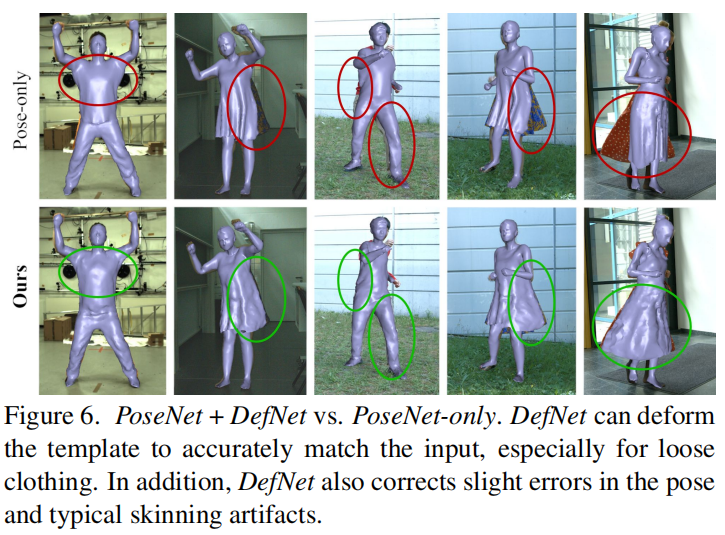 Pose-only
Ours
Figure 6. PoseNet + DefNet vs. PoseNet-only. DefNet can deform
the template to accurately match the input, especially for loose
clothing. In addition, DefNet also corrects slight errors in the pose
and typical skinning artifacts.